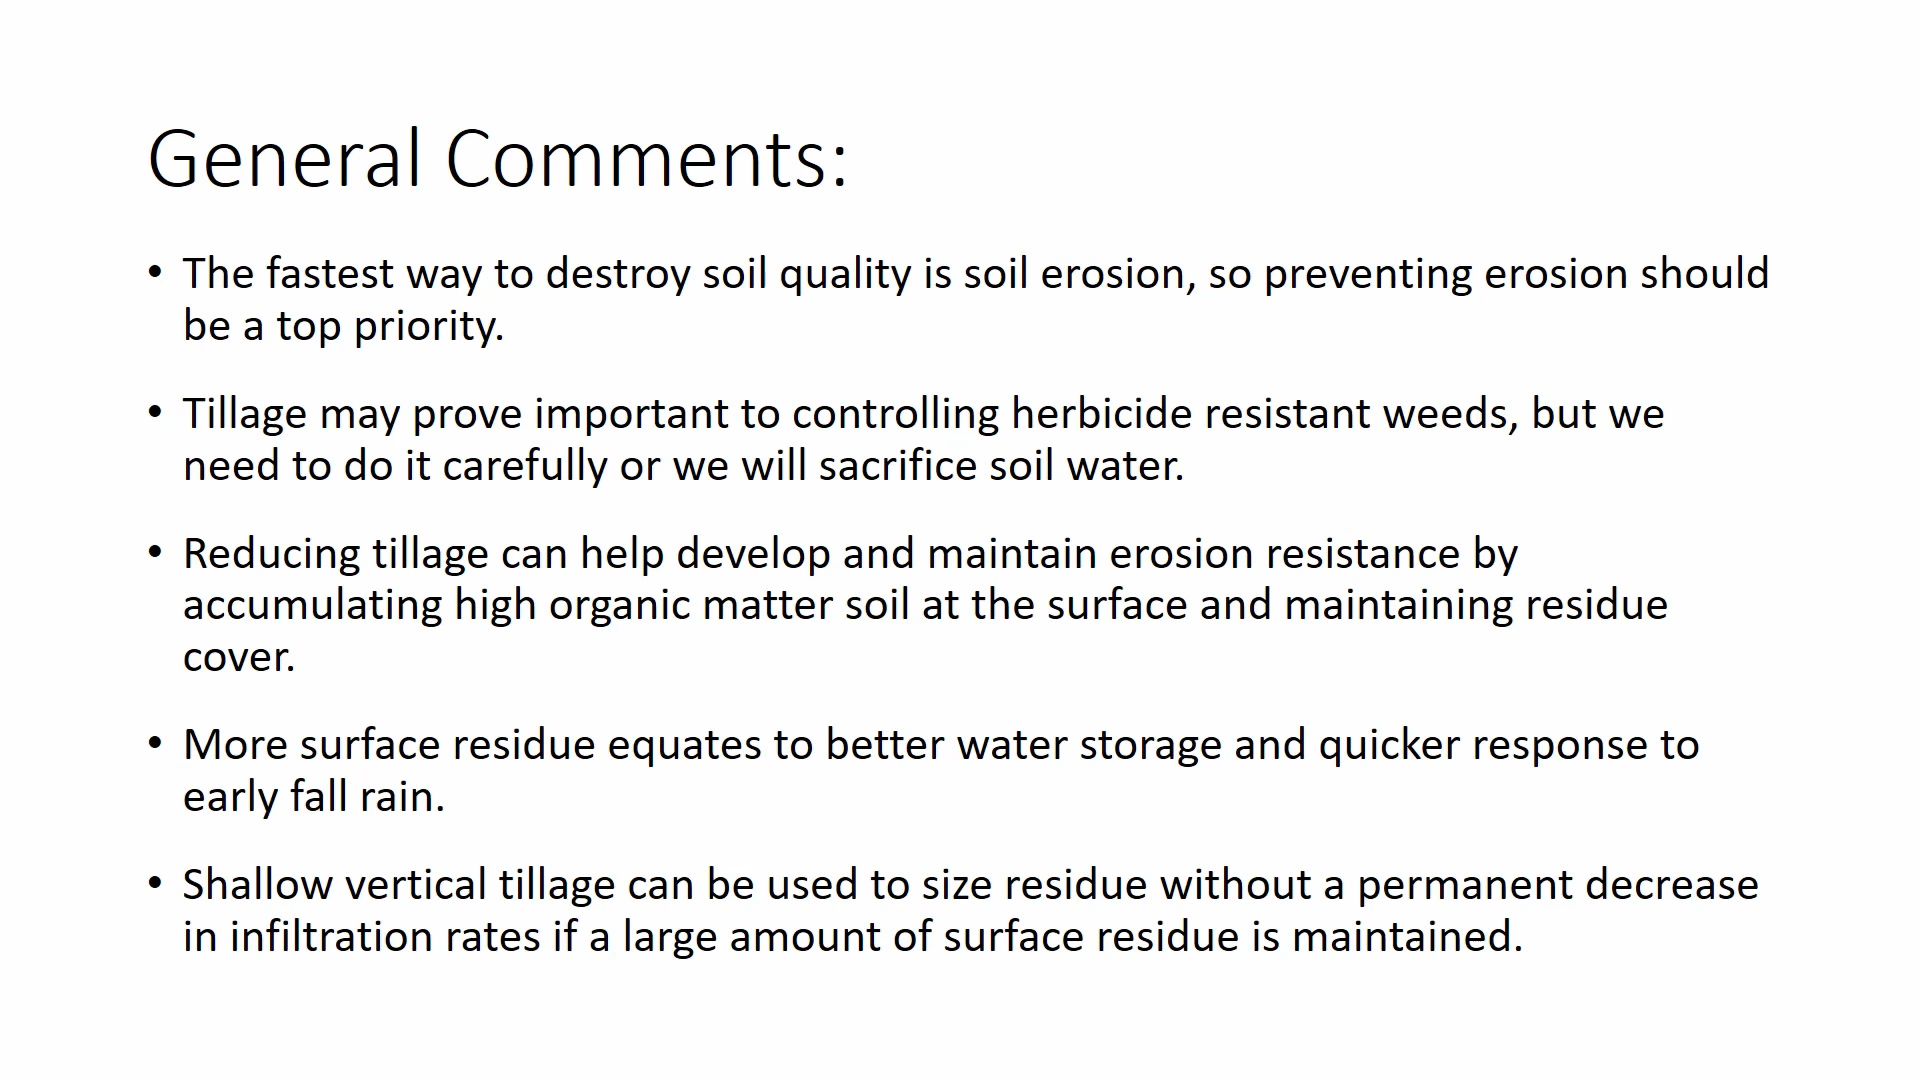 General Comments:
• The fastest way to destroy soil quality is soil erosion, so preventing erosion should
be a top priority.
• Tillage may prove important to controlling herbicide resistant weeds, but we
need to do it carefully or we will sacrifice soil water.
• Reducing tillage can help develop and maintain erosion resistance by
accumulating high organic matter soil at the surface and maintaining residue
cover.
• More surface residue equates to better water storage and quicker response to
early fall rain.
• Shallow vertical tillage can be used to size residue without a permanent decrease
in infiltration rates if a large amount of surface residue is maintained.